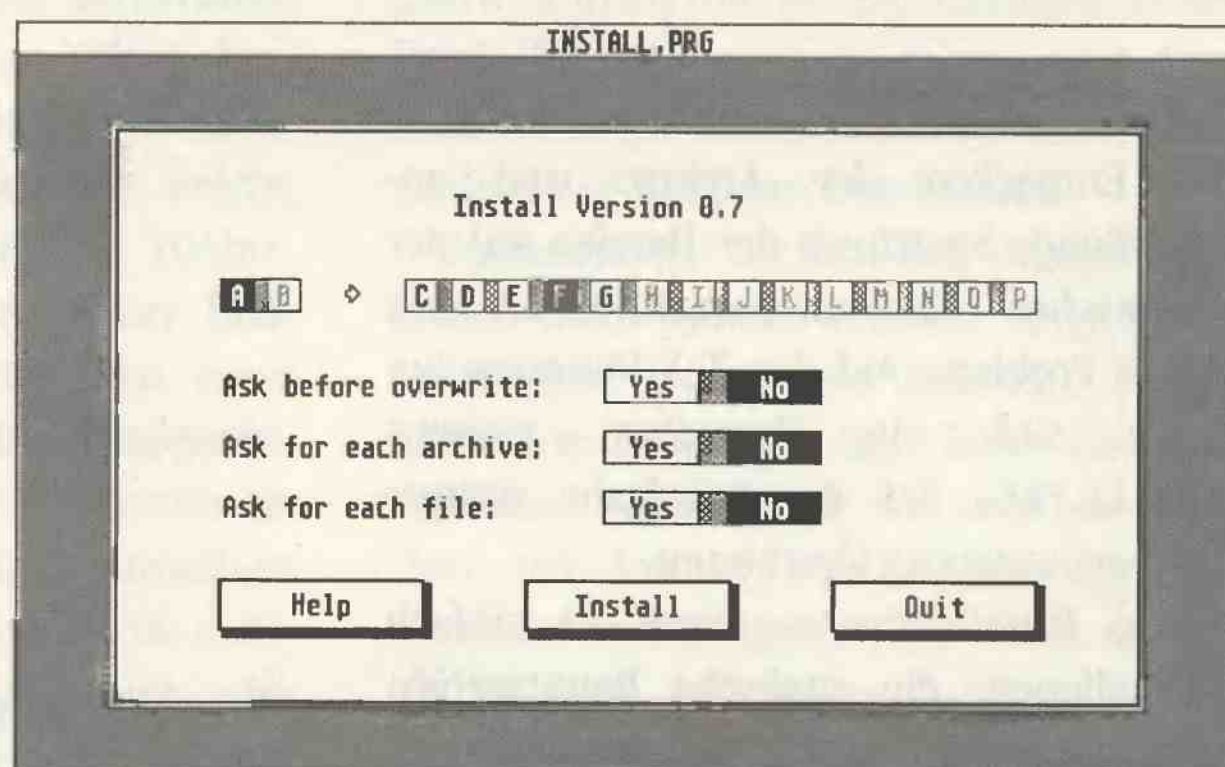 INSTALL.PRG
Install Version 0.7
A B ⇨ C D E F G H I J K L M N O P
Ask before overwrite: Yes No
Ask for each archive: Yes No
Ask for each file: Yes No
Help Install Quit